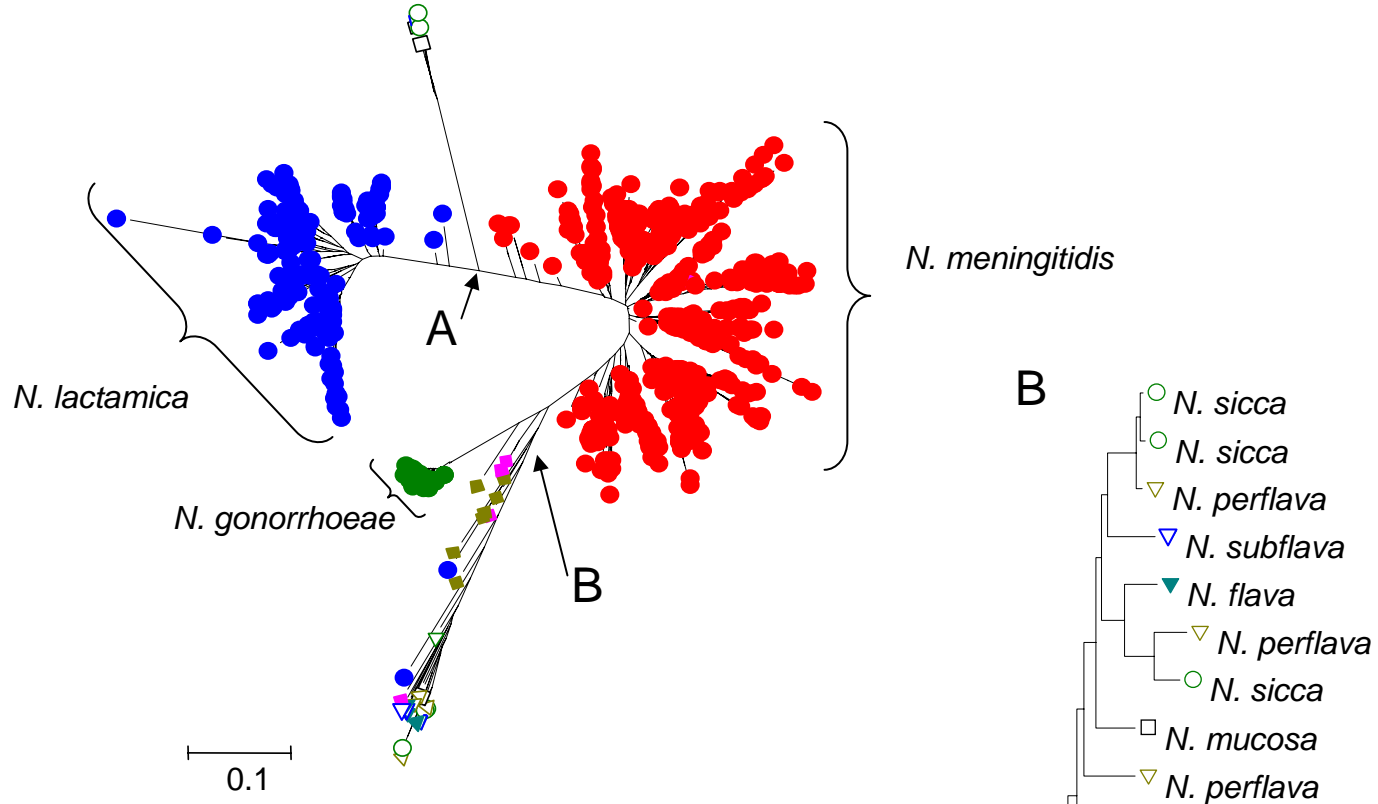 N. meningitidis
A
N. lactamica
N. gonorrhoeae
B
0.1
B
N. sicca
N. sicca
N. perflava
N. subflava
N. flava
N. perflava
N. sicca
N. mucosa
N. perflava